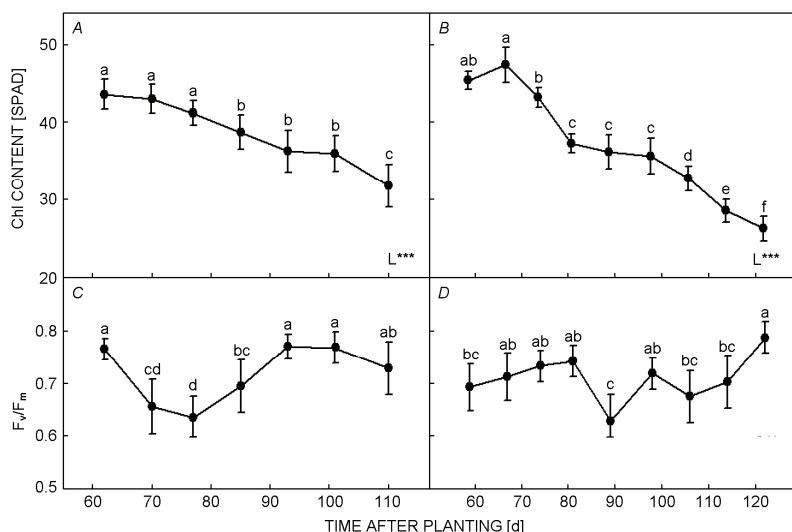 A
B
50
40
30
20
Chl CONTENT [SPAD]
a
a
a
b
b
b
c
L***
ab
a
b
c
c
c
d
e
f
L***
C
D
0.8
0.7
0.6
0.5
Fv/Fm
a
cd
d
bc
a
a
ab
bc
ab
ab
ab
c
ab
bc
bc
a
60 70 80 90 100 110
60 70 80 90 100 110 120
TIME AFTER PLANTING [d]